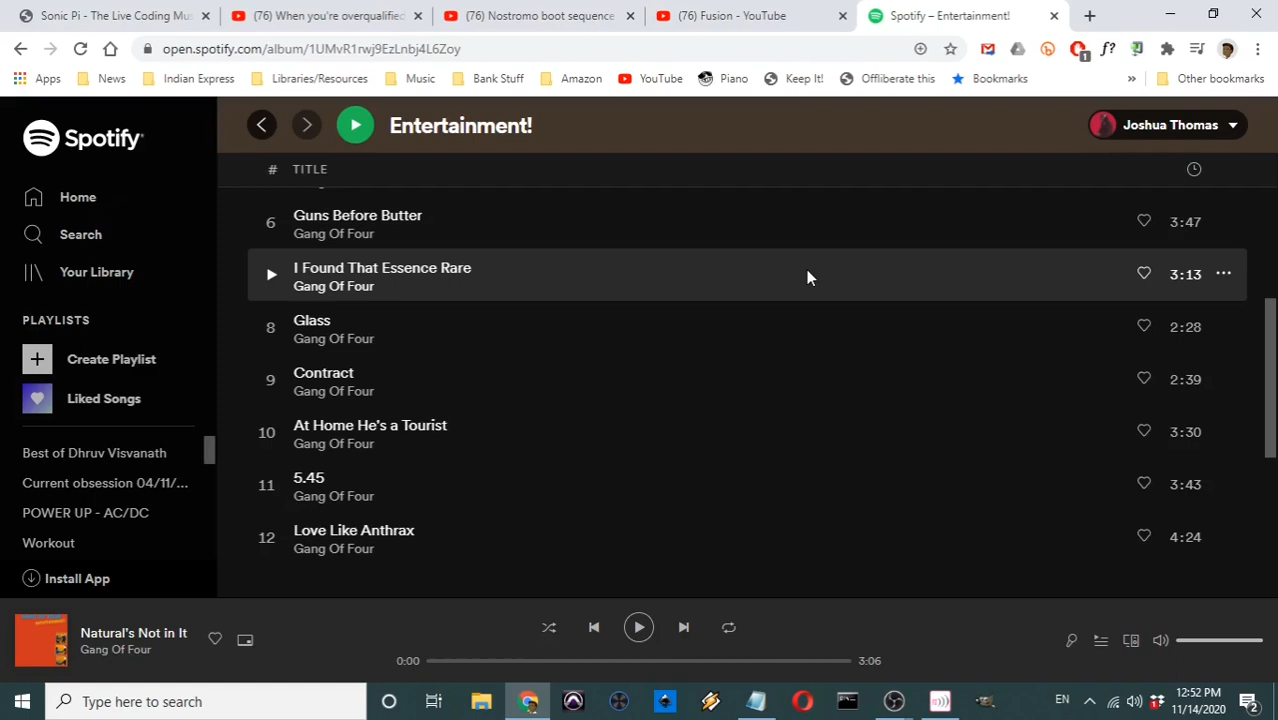 Sonic Pi - The Live Coding Mus
(76) When you're overqualified
(76) Nostromo boot sequence
(76) Fusion - YouTube
Spotify – Entertainment!
open.spotify.com/album/1UMvR1rwj9EzLnbj4L6Zoy
1
f?
Apps
News
Indian Express
Libraries/Resources
Music
Bank Stuff
Amazon
YouTube
Piano
Keep It!
Offliberate this
Bookmarks
»
Other bookmarks
Spotify
Entertainment!
Joshua Thomas
# TITLE
Home
Search
Your Library
PLAYLISTS
Create Playlist
Liked Songs
Best of Dhruv Visvanath
Current obsession 04/11/...
POWER UP - AC/DC
Workout
Install App
6 Guns Before Butter 3:47
Gang Of Four
I Found That Essence Rare 3:13
Gang Of Four
8 Glass 2:28
Gang Of Four
9 Contract 2:39
Gang Of Four
10 At Home He's a Tourist 3:30
Gang Of Four
11 5.45 3:43
Gang Of Four
12 Love Like Anthrax 4:24
Gang Of Four
Natural's Not in It
Gang Of Four
0:00
3:06
Type here to search
EN
12:52 PM
11/14/2020
2